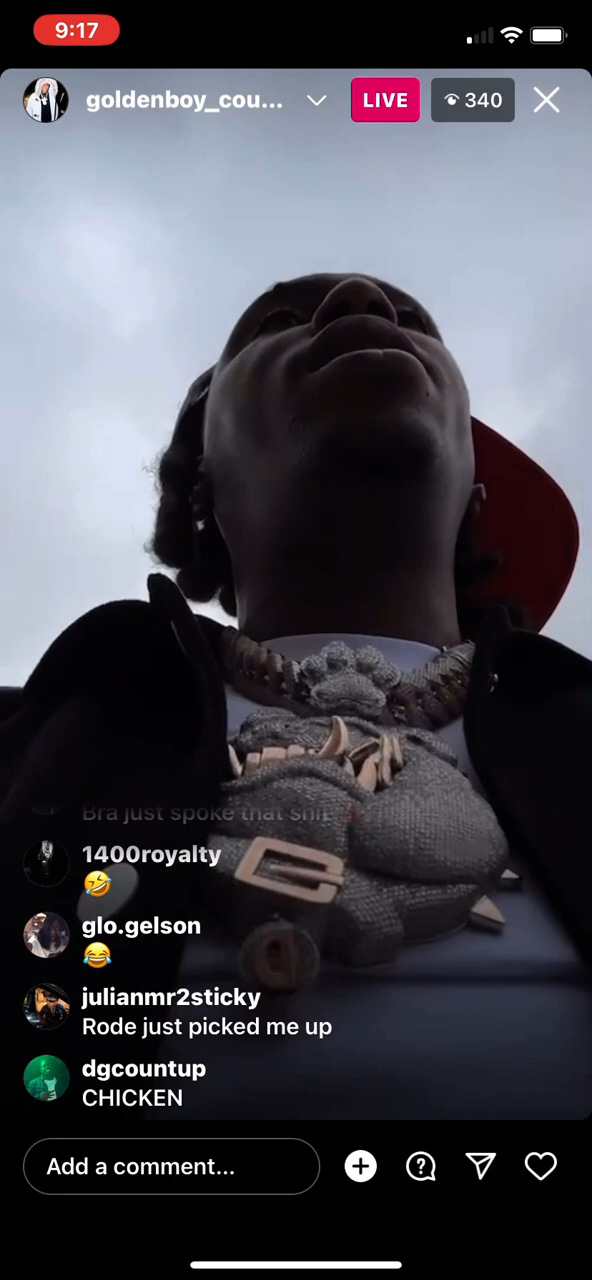 9:17
goldenboy_cou...
LIVE
340
Bra just spoke that shit
1400royalty
🤣
glo.gelson
😂
julianmr2sticky
Rode just picked me up
dgcountup
CHICKEN
Add a comment...